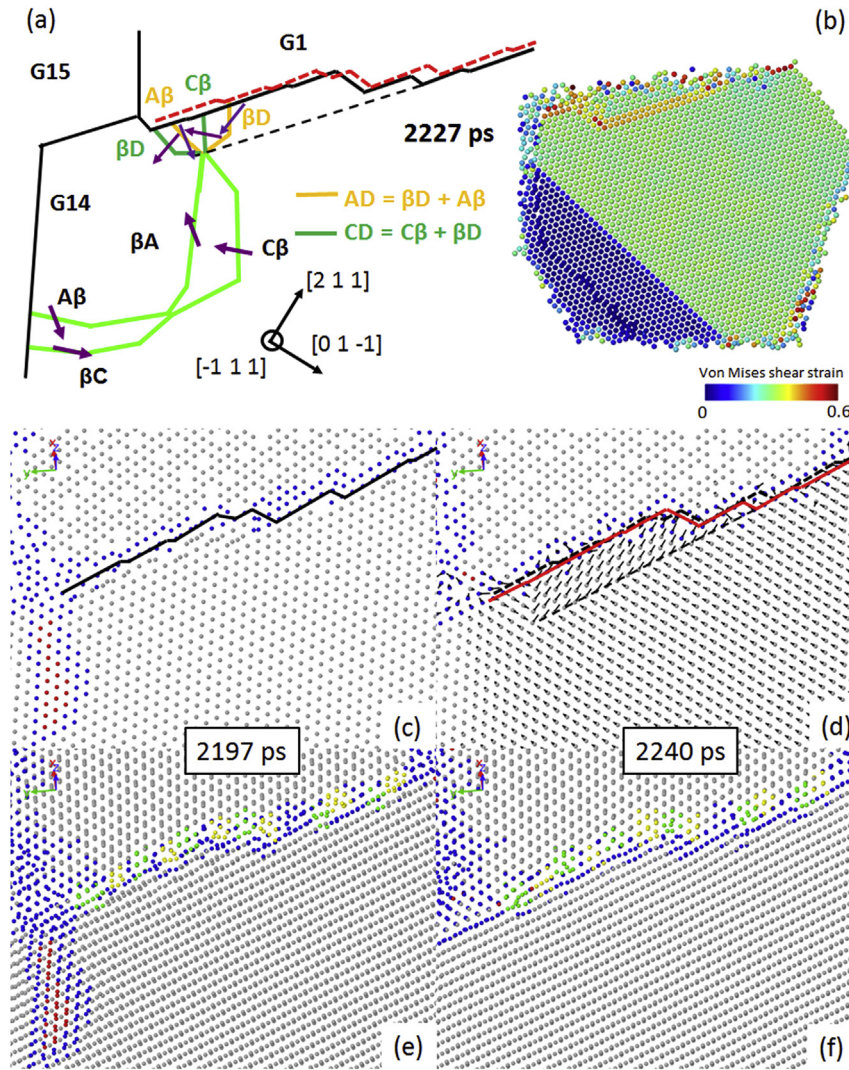 (a)
G1
(b)
G15
Aβ
Cβ
βD
βD
2227 ps
G14
AD = βD + Aβ
CD = Cβ + βD
βA
Cβ
[2 1 1]
Aβ
[0 1 -1]
[-1 1 1]
βC
Von Mises shear strain
0
0.6
x
z
y
x
z
y
(c)
(d)
2197 ps
2240 ps
x
z
y
x
z
y
(e)
(f)